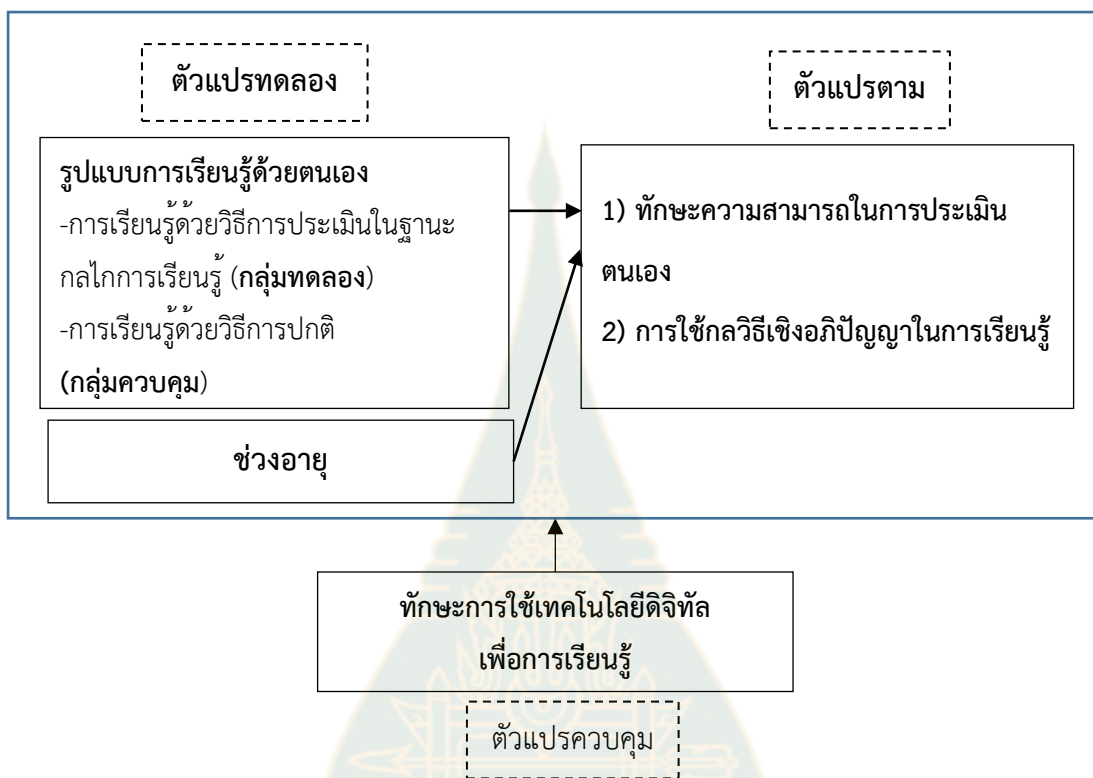 ตัวแปรทดลอง
ตัวแปรตาม
รูปแบบการเรียนรู้ด้วยตนเอง
-การเรียนรู้ด้วยวิธีการประเมินในฐานะ
กลไกการเรียนรู้ (กลุ่มทดลอง)
-การเรียนรู้ด้วยวิธีการปกติ
(กลุ่มควบคุม)
1) ทักษะความสามารถในการประเมิน
ตนเอง
2) การใช้กลวิธีเชิงอภิปัญญาในการเรียนรู้
ช่วงอายุ
ทักษะการใช้เทคโนโลยีดิจิทัล
เพื่อการเรียนรู้
ตัวแปรควบคุม